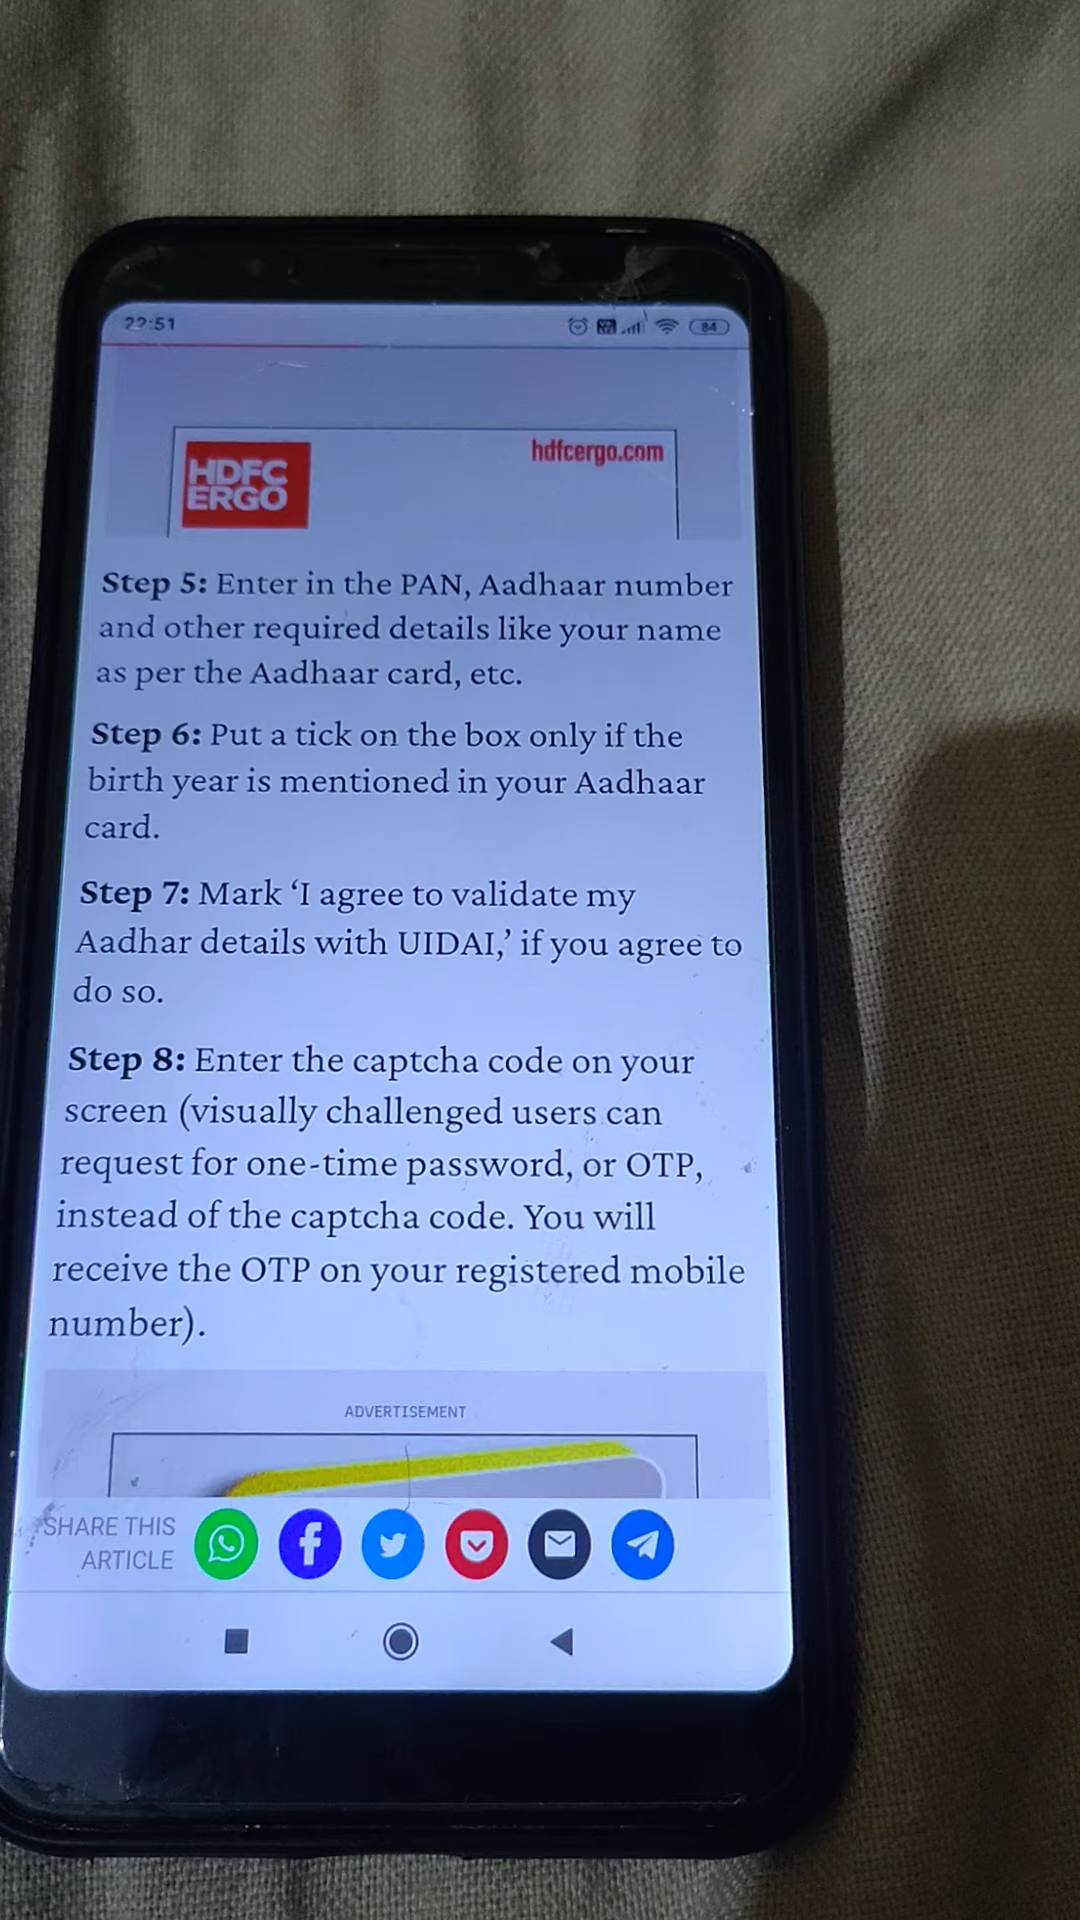 22:51
84
HDFC
ERGO
hdfcergo.com
Step 5: Enter in the PAN, Aadhaar number
and other required details like your name
as per the Aadhaar card, etc.
Step 6: Put a tick on the box only if the
birth year is mentioned in your Aadhaar
card.
Step 7: Mark ‘I agree to validate my
Aadhar details with UIDAI,’ if you agree to
do so.
Step 8: Enter the captcha code on your
screen (visually challenged users can
request for one-time password, or OTP,
instead of the captcha code. You will
receive the OTP on your registered mobile
number).
ADVERTISEMENT
SHARE THIS
ARTICLE